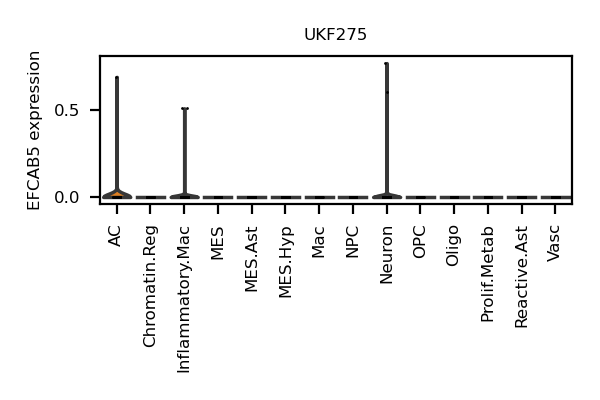 UKF275
EFCAB5 expression
0.5
0.0
AC
Chromatin.Reg
Inflammatory.Mac
MES
MES.Ast
MES.Hyp
Mac
NPC
Neuron
OPC
Oligo
Prolif.Metab
Reactive.Ast
Vasc